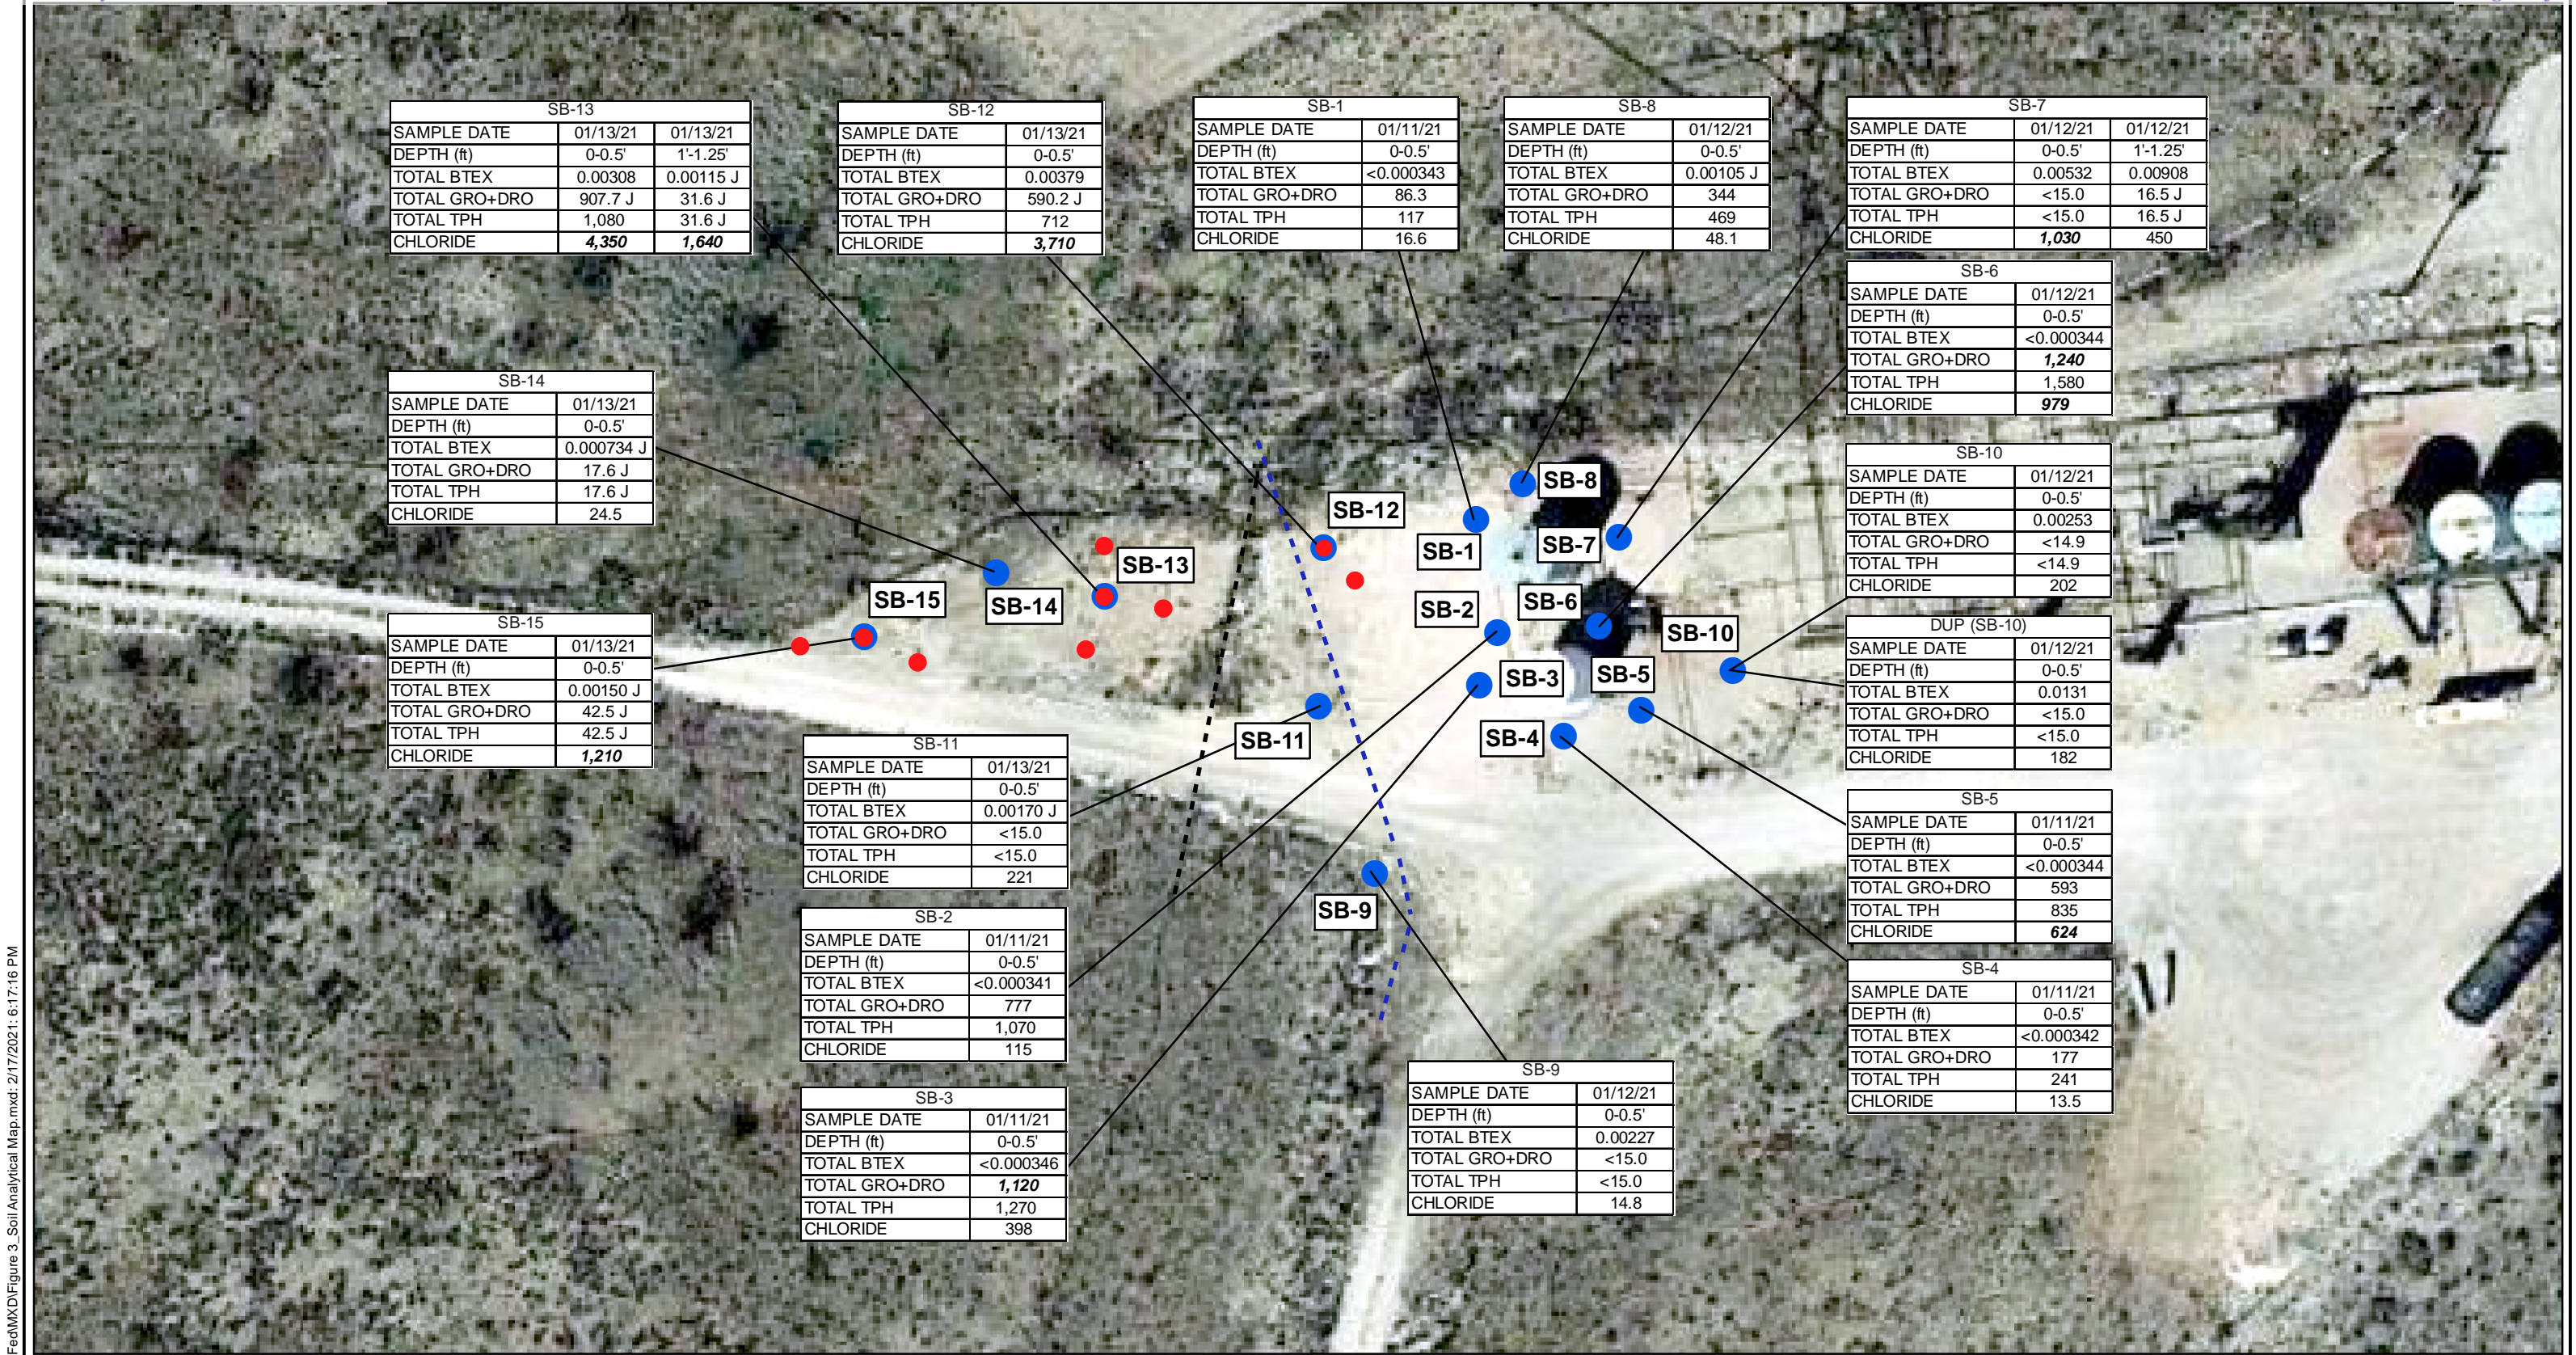 SB-13
SAMPLE DATE 01/13/21 01/13/21
DEPTH (ft) 0-0.5' 1'-1.25'
TOTAL BTEX 0.00308 0.00115 J
TOTAL GRO+DRO 907.7 J 31.6 J
TOTAL TPH 1,080 31.6 J
CHLORIDE 4,350 1,640
SB-12
SAMPLE DATE 01/13/21
DEPTH (ft) 0-0.5'
TOTAL BTEX 0.00379
TOTAL GRO+DRO 590.2 J
TOTAL TPH 712
CHLORIDE 3,710
SB-1
SAMPLE DATE 01/11/21
DEPTH (ft) 0-0.5'
TOTAL BTEX <0.000343
TOTAL GRO+DRO 86.3
TOTAL TPH 117
CHLORIDE 16.6
SB-8
SAMPLE DATE 01/12/21
DEPTH (ft) 0-0.5'
TOTAL BTEX 0.00105 J
TOTAL GRO+DRO 344
TOTAL TPH 469
CHLORIDE 48.1
SB-7
SAMPLE DATE 01/12/21 01/12/21
DEPTH (ft) 0-0.5' 1'-1.25'
TOTAL BTEX 0.00532 0.00908
TOTAL GRO+DRO <15.0 16.5 J
TOTAL TPH <15.0 16.5 J
CHLORIDE 1,030 450
SB-6
SAMPLE DATE 01/12/21
DEPTH (ft) 0-0.5'
TOTAL BTEX <0.000344
TOTAL GRO+DRO 1,240
TOTAL TPH 1,580
CHLORIDE 979
SB-14
SAMPLE DATE 01/13/21
DEPTH (ft) 0-0.5'
TOTAL BTEX 0.000734 J
TOTAL GRO+DRO 17.6 J
TOTAL TPH 17.6 J
CHLORIDE 24.5
SB-10
SAMPLE DATE 01/12/21
DEPTH (ft) 0-0.5'
TOTAL BTEX 0.00253
TOTAL GRO+DRO <14.9
TOTAL TPH <14.9
CHLORIDE 202
SB-8
SB-12
SB-7
SB-1
SB-13
SB-15
SB-14
SB-6
SB-2
SB-10
SB-3
SB-5
SB-4
SB-11
SB-9
SB-15
SAMPLE DATE 01/13/21
DEPTH (ft) 0-0.5'
TOTAL BTEX 0.00150 J
TOTAL GRO+DRO 42.5 J
TOTAL TPH 42.5 J
CHLORIDE 1,210
DUP (SB-10)
SAMPLE DATE 01/12/21
DEPTH (ft) 0-0.5'
TOTAL BTEX 0.0131
TOTAL GRO+DRO <15.0
TOTAL TPH <15.0
CHLORIDE 182
SB-11
SAMPLE DATE 01/13/21
DEPTH (ft) 0-0.5'
TOTAL BTEX 0.00170 J
TOTAL GRO+DRO <15.0
TOTAL TPH <15.0
CHLORIDE 221
SB-5
SAMPLE DATE 01/11/21
DEPTH (ft) 0-0.5'
TOTAL BTEX <0.000344
TOTAL GRO+DRO 593
TOTAL TPH 835
CHLORIDE 624
SB-2
SAMPLE DATE 01/11/21
DEPTH (ft) 0-0.5'
TOTAL BTEX <0.000341
TOTAL GRO+DRO 777
TOTAL TPH 1,070
CHLORIDE 115
SB-4
SAMPLE DATE 01/11/21
DEPTH (ft) 0-0.5'
TOTAL BTEX <0.000342
TOTAL GRO+DRO 177
TOTAL TPH 241
CHLORIDE 13.5
SB-3
SAMPLE DATE 01/11/21
DEPTH (ft) 0-0.5'
TOTAL BTEX <0.000346
TOTAL GRO+DRO 1,120
TOTAL TPH 1,270
CHLORIDE 398
SB-9
SAMPLE DATE 01/12/21
DEPTH (ft) 0-0.5'
TOTAL BTEX 0.00227
TOTAL GRO+DRO <15.0
TOTAL TPH <15.0
CHLORIDE 14.8
Fed\MXD\Figure 3_Soil Analytical Map.mxd: 2/17/2021: 6:17:16 PM